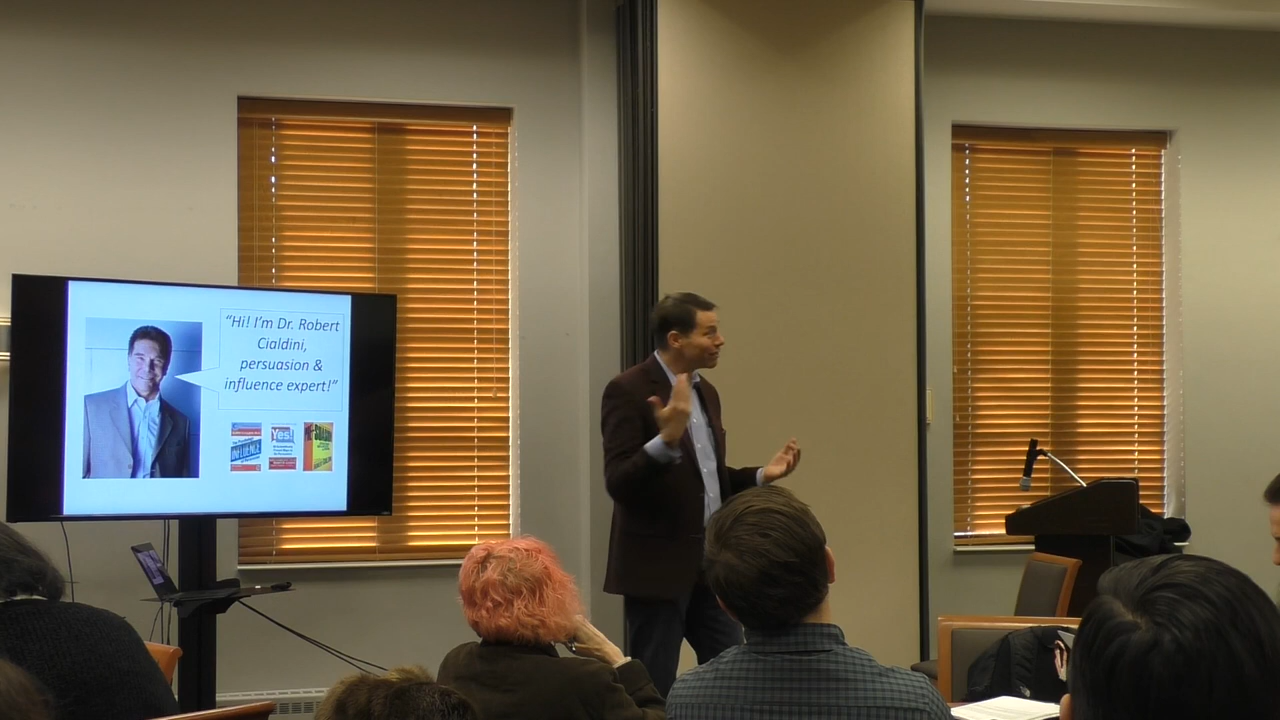 “Hi! I’m Dr. Robert
Cialdini,
persuasion &
influence expert!”
INFLUENCE
Yes!